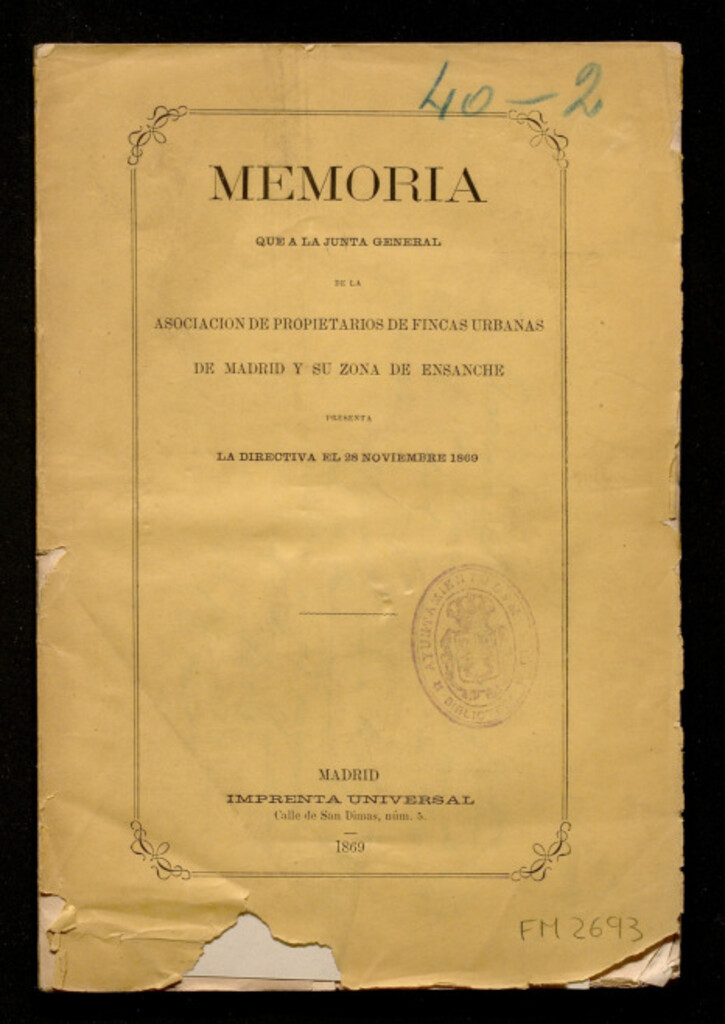 40-2
MEMORIA
QUE A LA JUNTA GENERAL
DE LA
ASOCIACION DE PROPIETARIOS DE FINCAS URBANAS
DE MADRID Y SU ZONA DE ENSANCHE
PRESENTA
LA DIRECTIVA EL 28 NOVIEMBRE 1869
AYUNTAMIENTO
MADRID
IMPRENTA UNIVERSAL
Calle de San Dimas, núm. 5.
1869
FM 2693